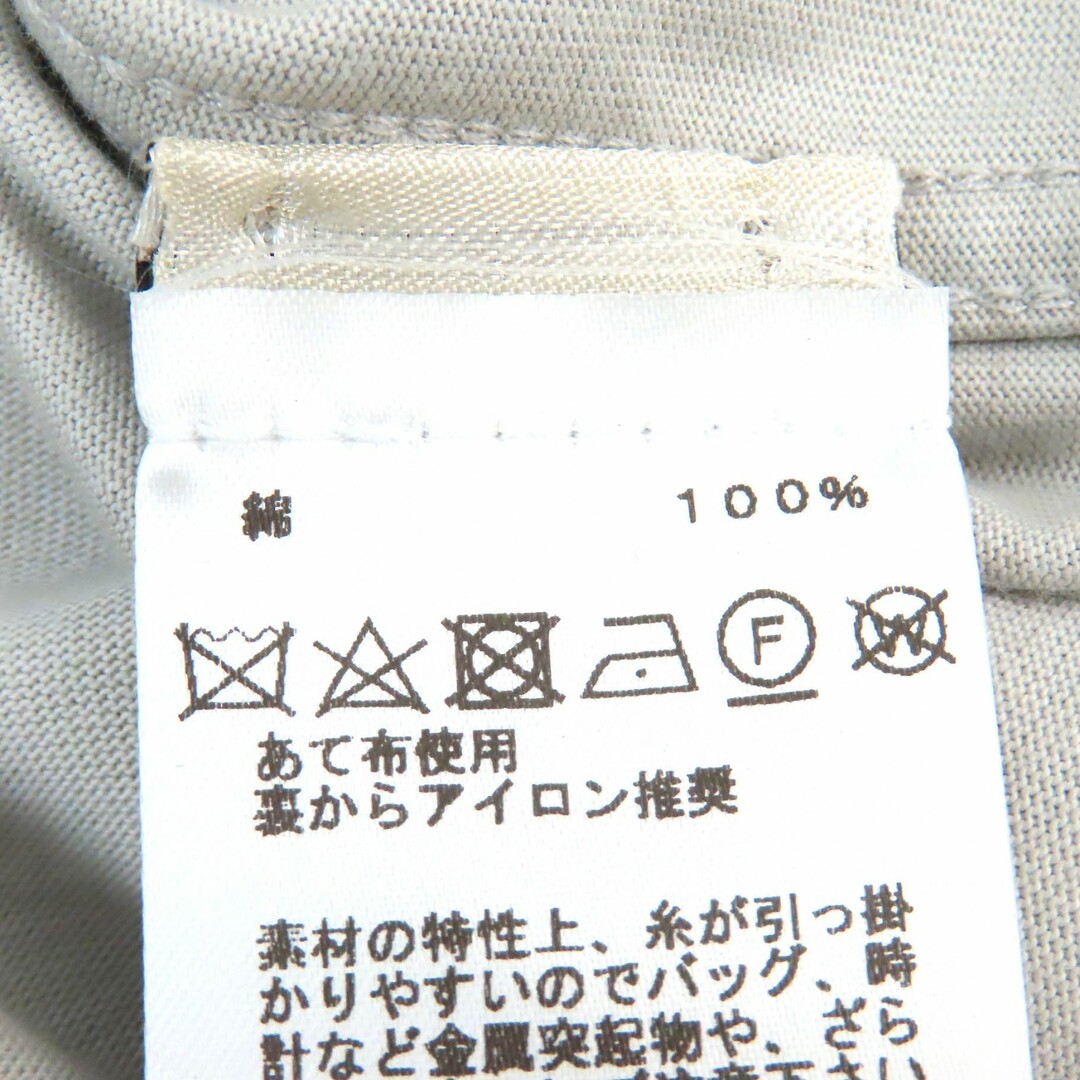 綿 100%
F W
あて布使用
裏からアイロン推奨
素材の特性上、糸が引っ掛
かりやすいのでバッグ、時
計など金属突起物や、ざら